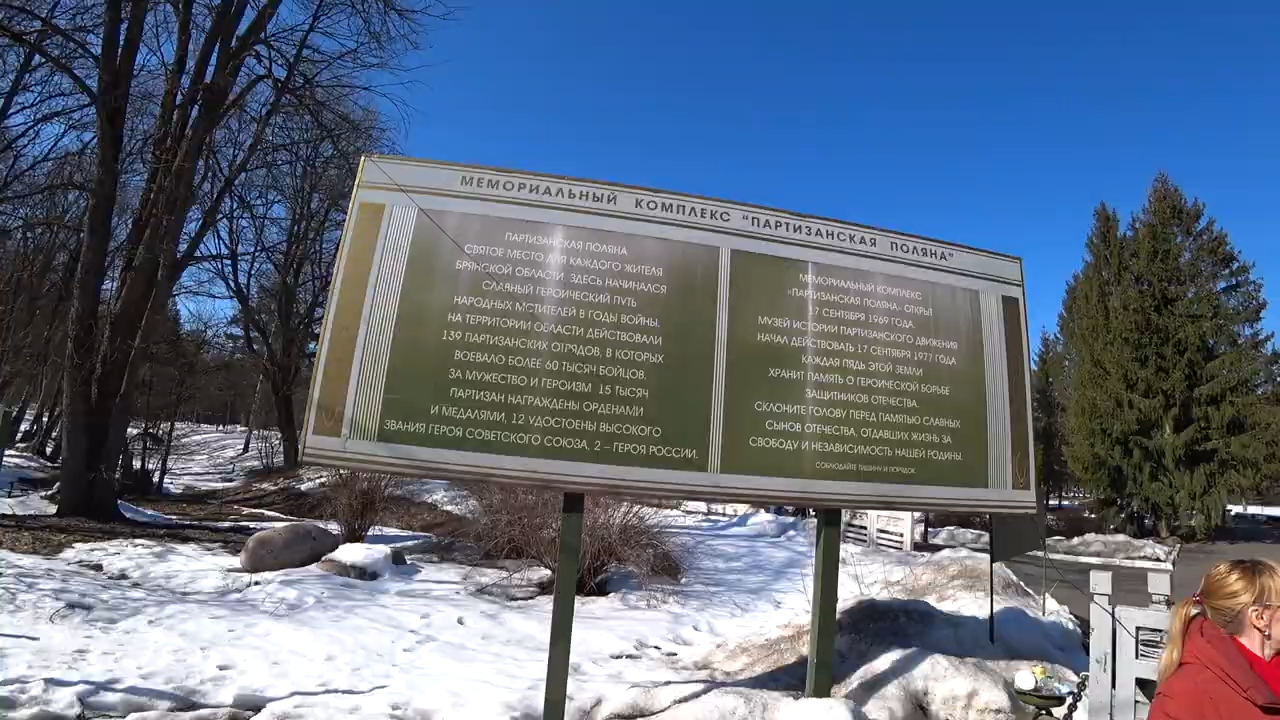 МЕМОРИАЛЬНЫЙ КОМПЛЕКС "ПАРТИЗАНСКАЯ ПОЛЯНА"
ПАРТИЗАНСКАЯ ПОЛЯНА
СВЯТОЕ МЕСТО ДЛЯ КАЖДОГО ЖИТЕЛЯ
БРЯНСКОЙ ОБЛАСТИ. ЗДЕСЬ НАЧИНАЛСЯ
СЛАВНЫЙ ГЕРОИЧЕСКИЙ ПУТЬ
НАРОДНЫХ МСТИТЕЛЕЙ В ГОДЫ ВОЙНЫ.
НА ТЕРРИТОРИИ ОБЛАСТИ ДЕЙСТВОВАЛИ
139 ПАРТИЗАНСКИХ ОТРЯДОВ, В КОТОРЫХ
ВОЕВАЛО БОЛЕЕ 60 ТЫСЯЧ БОЙЦОВ.
ЗА МУЖЕСТВО И ГЕРОИЗМ 15 ТЫСЯЧ
ПАРТИЗАН НАГРАЖДЕНЫ ОРДЕНАМИ
И МЕДАЛЯМИ, 12 УДОСТОЕНЫ ВЫСОКОГО
ЗВАНИЯ ГЕРОЯ СОВЕТСКОГО СОЮЗА, 2 – ГЕРОЯ РОССИИ.
МЕМОРИАЛЬНЫЙ КОМПЛЕКС
«ПАРТИЗАНСКАЯ ПОЛЯНА» ОТКРЫТ
17 СЕНТЯБРЯ 1969 ГОДА.
МУЗЕЙ ИСТОРИИ ПАРТИЗАНСКОГО ДВИЖЕНИЯ
НАЧАЛ ДЕЙСТВОВАТЬ 17 СЕНТЯБРЯ 1977 ГОДА
КАЖДАЯ ПЯДЬ ЭТОЙ ЗЕМЛИ
ХРАНИТ ПАМЯТЬ О ГЕРОИЧЕСКОЙ БОРЬБЕ
ЗАЩИТНИКОВ ОТЕЧЕСТВА.
СКЛОНИТЕ ГОЛОВУ ПЕРЕД ПАМЯТЬЮ СЛАВНЫХ
СЫНОВ ОТЕЧЕСТВА, ОТДАВШИХ ЖИЗНЬ ЗА
СВОБОДУ И НЕЗАВИСИМОСТЬ НАШЕЙ РОДИНЫ.
СОБЛЮДАЙТЕ ТИШИНУ И ПОРЯДОК